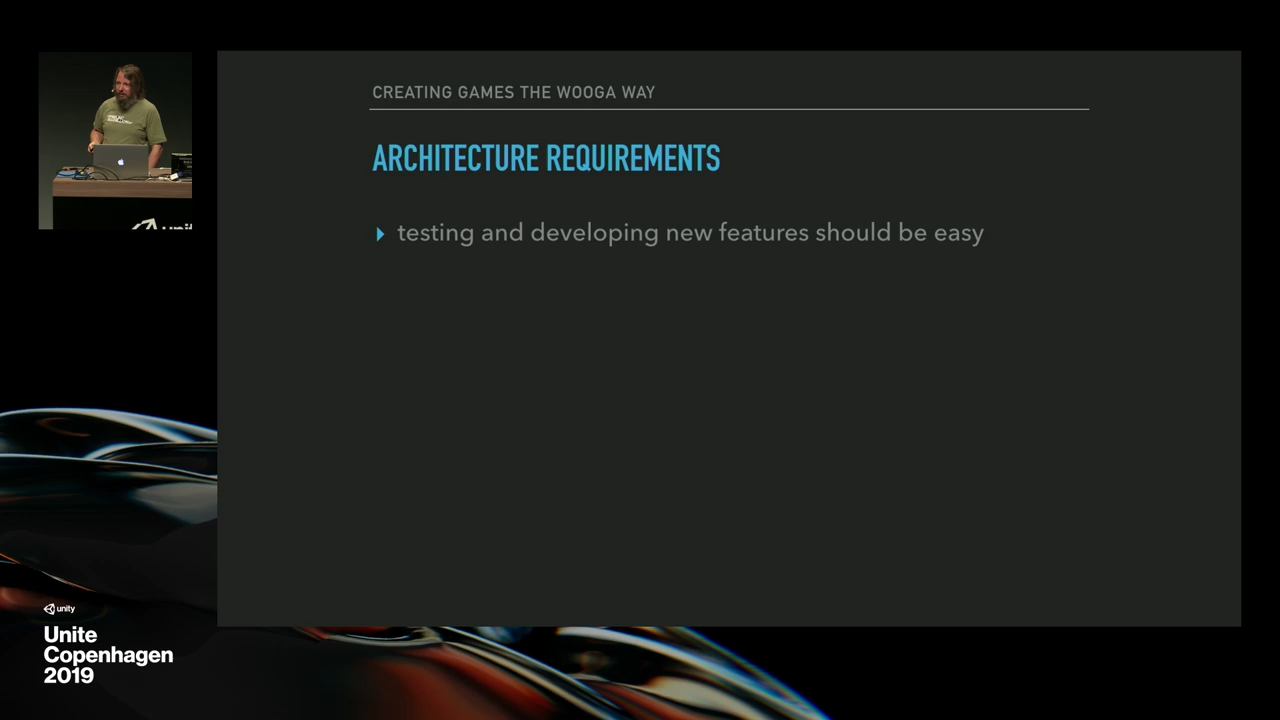 CREATING GAMES THE WOOGA WAY
ARCHITECTURE REQUIREMENTS
testing and developing new features should be easy
unity
Unite
Copenhagen
2019